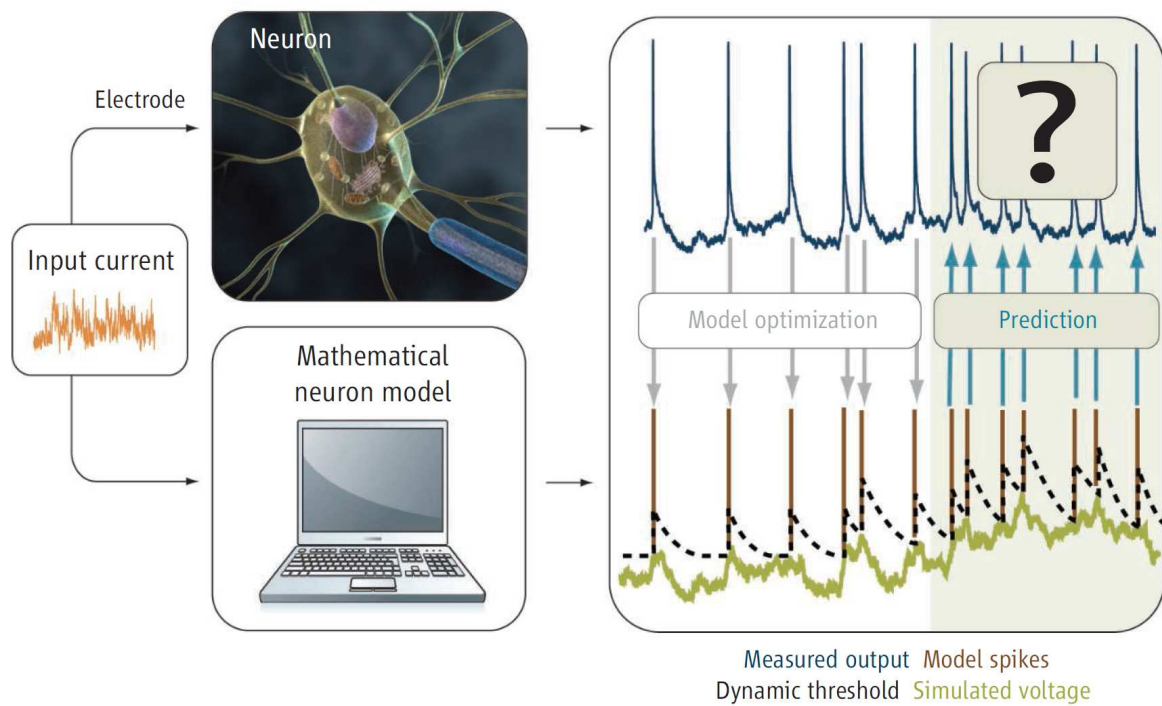 Neuron
Electrode
Input current
Mathematical
neuron model
?
Model optimization
Prediction
Measured output Model spikes
Dynamic threshold Simulated voltage